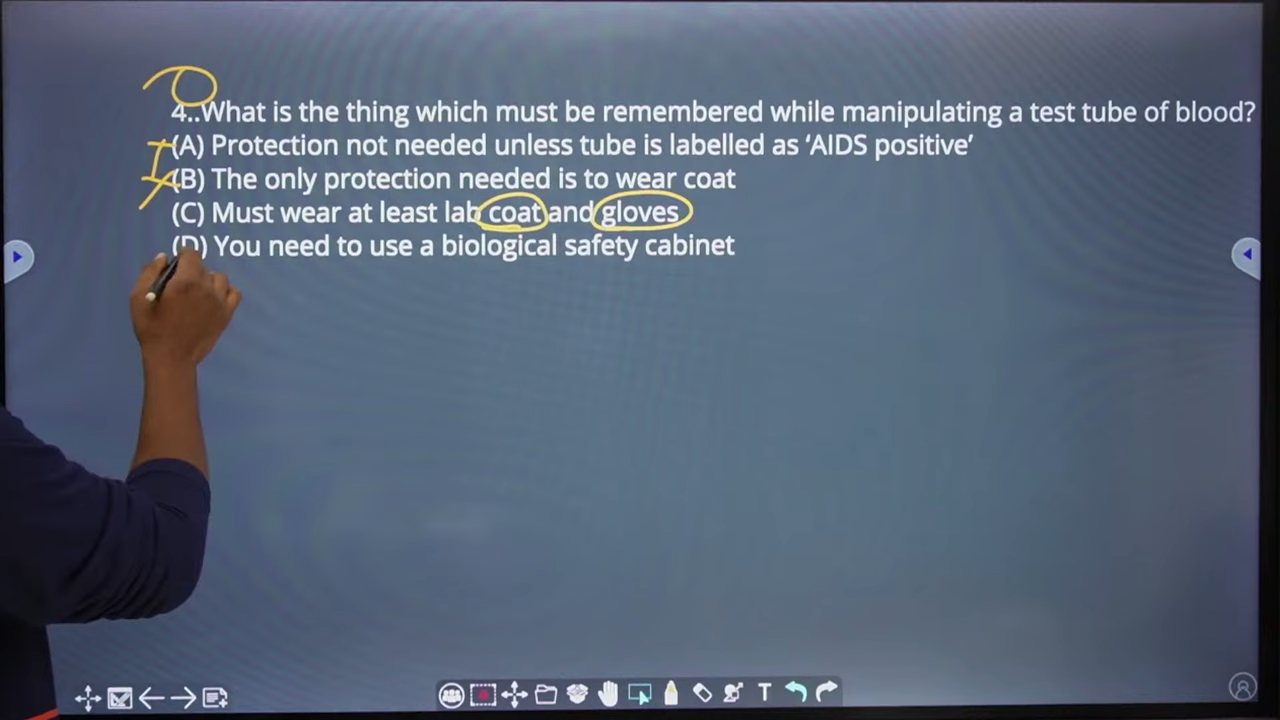 4..What is the thing which must be remembered while manipulating a test tube of blood?
(A) Protection not needed unless tube is labelled as ‘AIDS positive’
(B) The only protection needed is to wear coat
(C) Must wear at least lab coat and gloves
(D) You need to use a biological safety cabinet
T